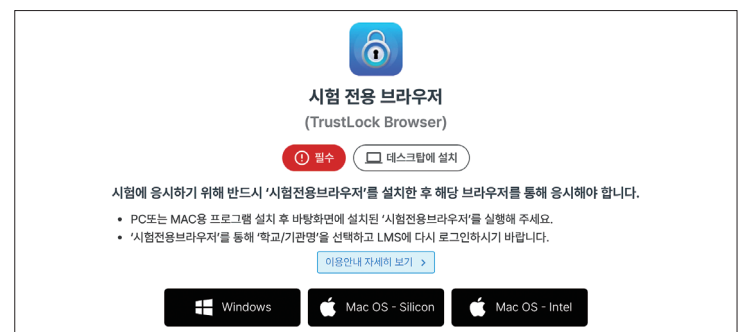 시험 전용 브라우저
(TrustLock Browser)
필수 데스크탑에 설치
시험에 응시하기 위해 반드시 ‘시험전용브라우저’를 설치한 후 해당 브라우저를 통해 응시해야 합니다.
• PC또는 MAC용 프로그램 설치 후 바탕화면에 설치된 ‘시험전용브라우저’를 실행해 주세요.
• ‘시험전용브라우저’를 통해 ‘학교/기관명’을 선택하고 LMS에 다시 로그인하시기 바랍니다.
이용안내 자세히 보기 >
Windows Mac OS - Silicon Mac OS - Intel